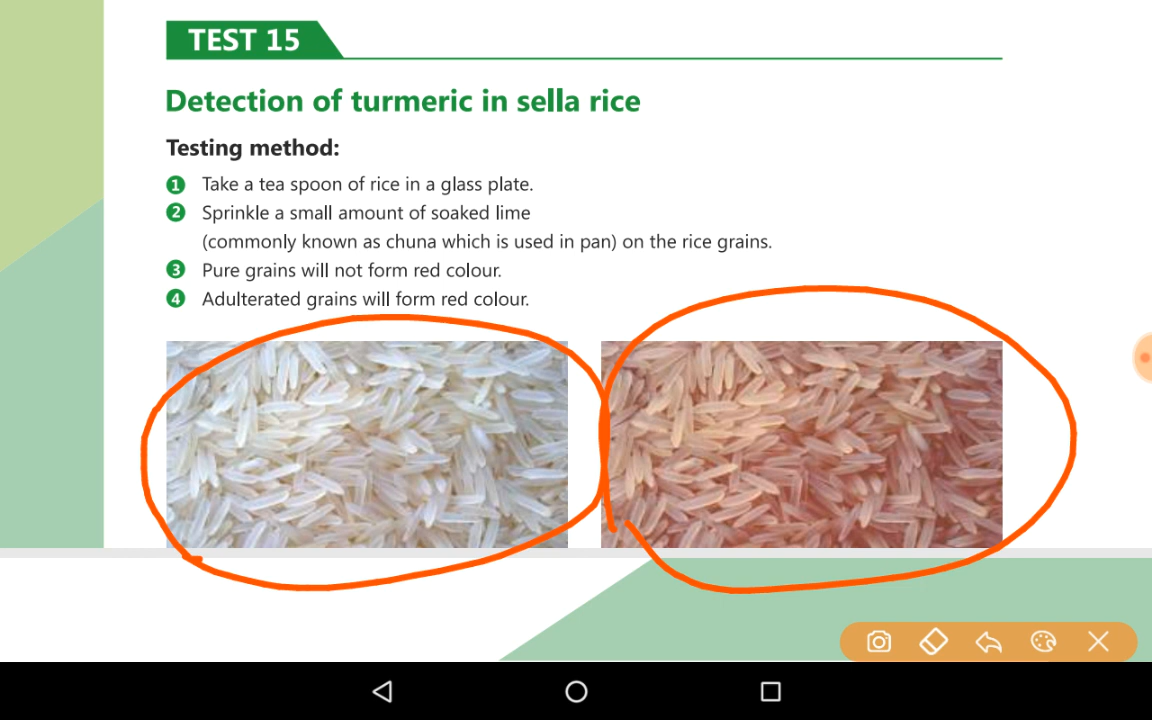 TEST 15
Detection of turmeric in sella rice
Testing method:
1 Take a tea spoon of rice in a glass plate.
2 Sprinkle a small amount of soaked lime
(commonly known as chuna which is used in pan) on the rice grains.
3 Pure grains will not form red colour.
4 Adulterated grains will form red colour.